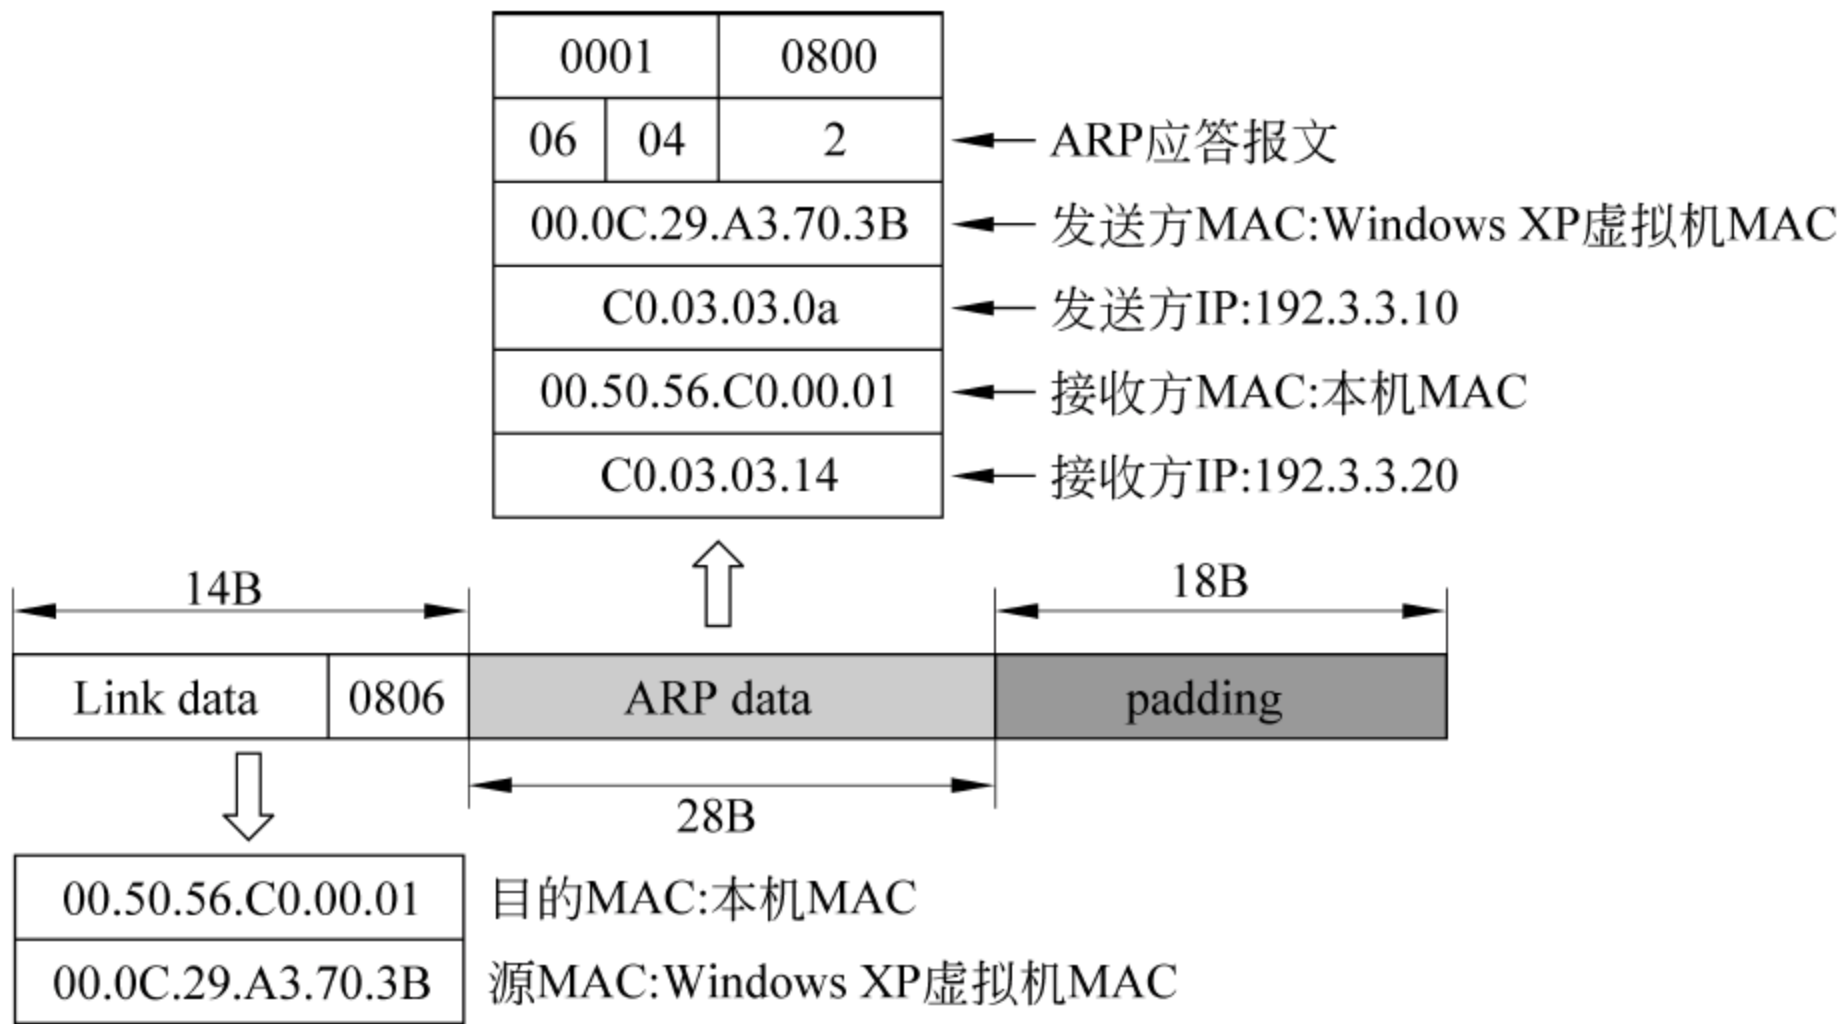 0001 0800
06 04 2 ARP应答报文
00.0C.29.A3.70.3B 发送方MAC:Windows XP虚拟机MAC
C0.03.03.0a 发送方IP:192.3.3.10
00.50.56.C0.00.01 接收方MAC:本机MAC
C0.03.03.14 接收方IP:192.3.3.20
14B 18B
Link data 0806 ARP data padding
28B
00.50.56.C0.00.01 目的MAC:本机MAC
00.0C.29.A3.70.3B 源MAC:Windows XP虚拟机MAC